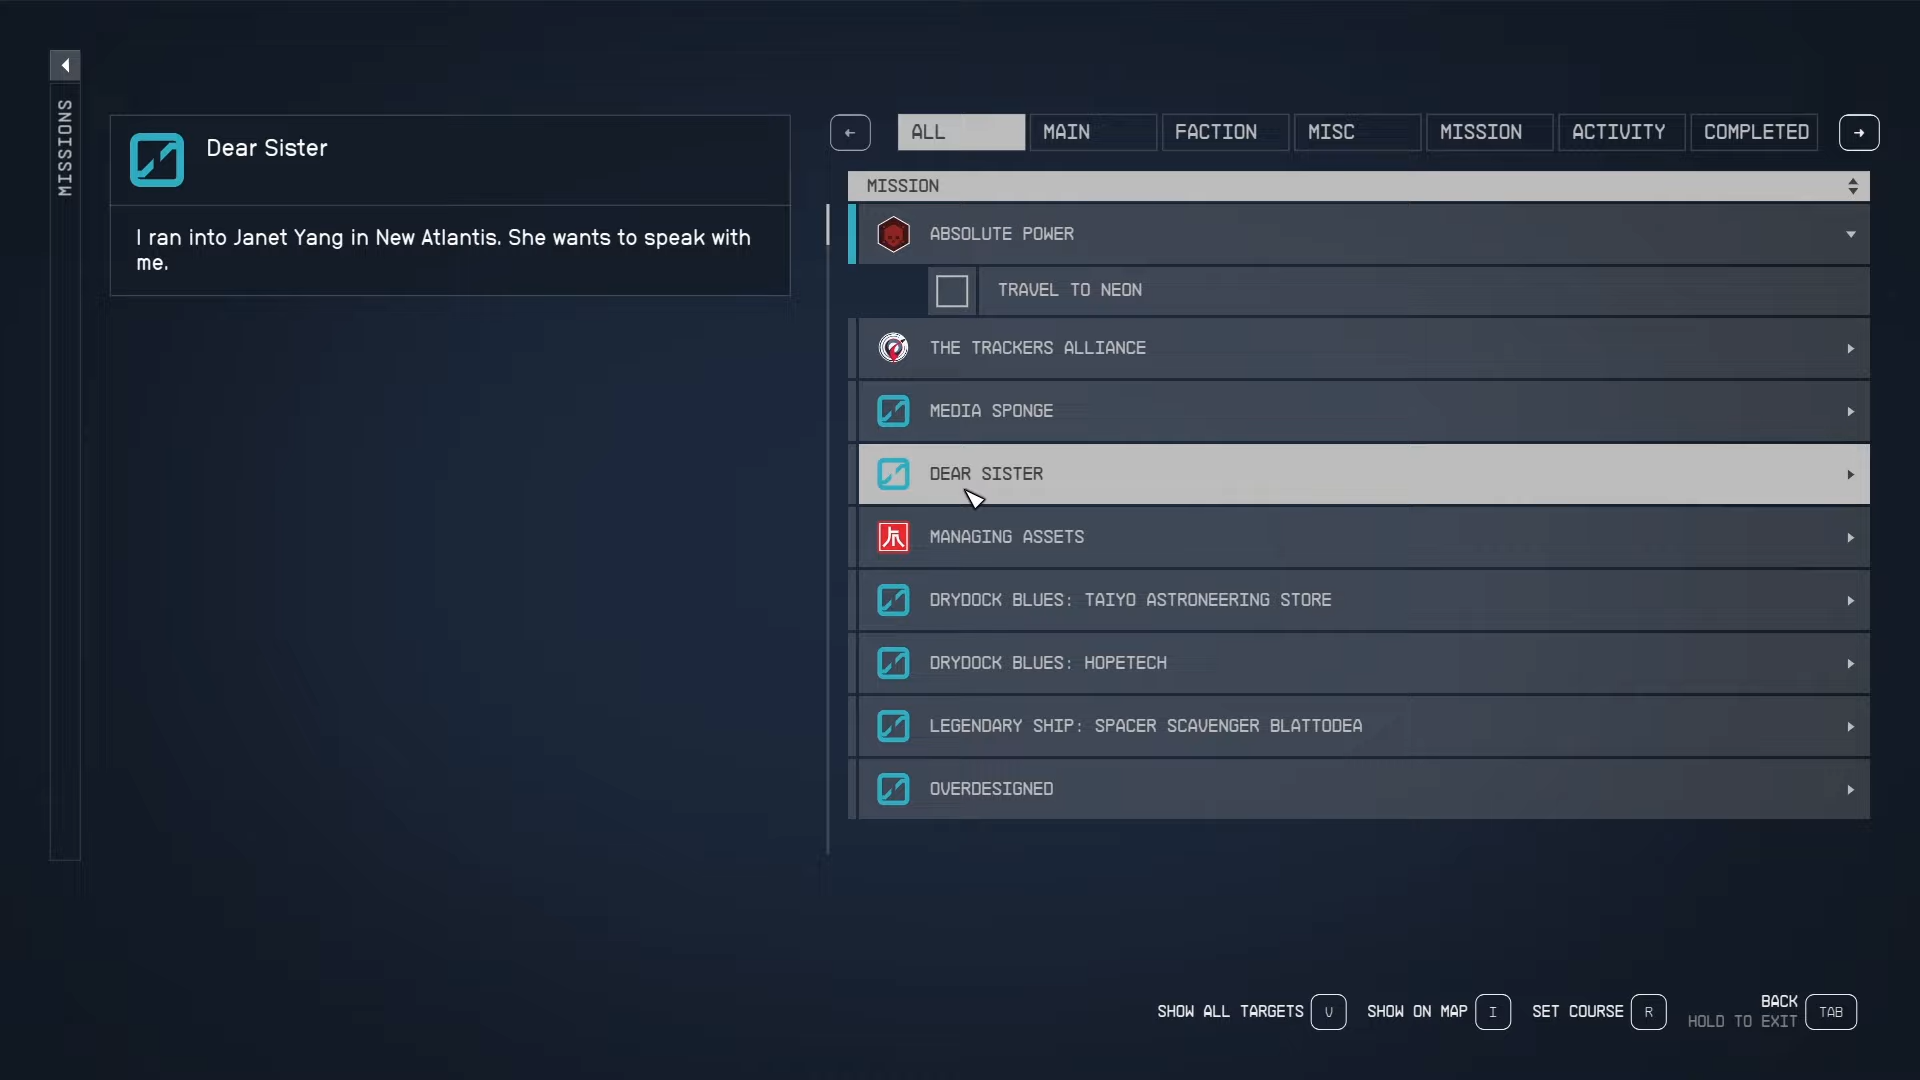 MISSIONS
Dear Sister
I ran into Janet Yang in New Atlantis. She wants to speak with
me.
ALL
MAIN
FACTION
MISC
MISSION
ACTIVITY
COMPLETED
MISSION
ABSOLUTE POWER
TRAVEL TO NEON
THE TRACKERS ALLIANCE
MEDIA SPONGE
DEAR SISTER
MANAGING ASSETS
DRYDOCK BLUES: TAIYO ASTRONEERING STORE
DRYDOCK BLUES: HOPETECH
LEGENDARY SHIP: SPACER SCAVENGER BLATTODEA
OVERDESIGNED
SHOW ALL TARGETS V
SHOW ON MAP I
SET COURSE R
BACK
HOLD TO EXIT
TAB